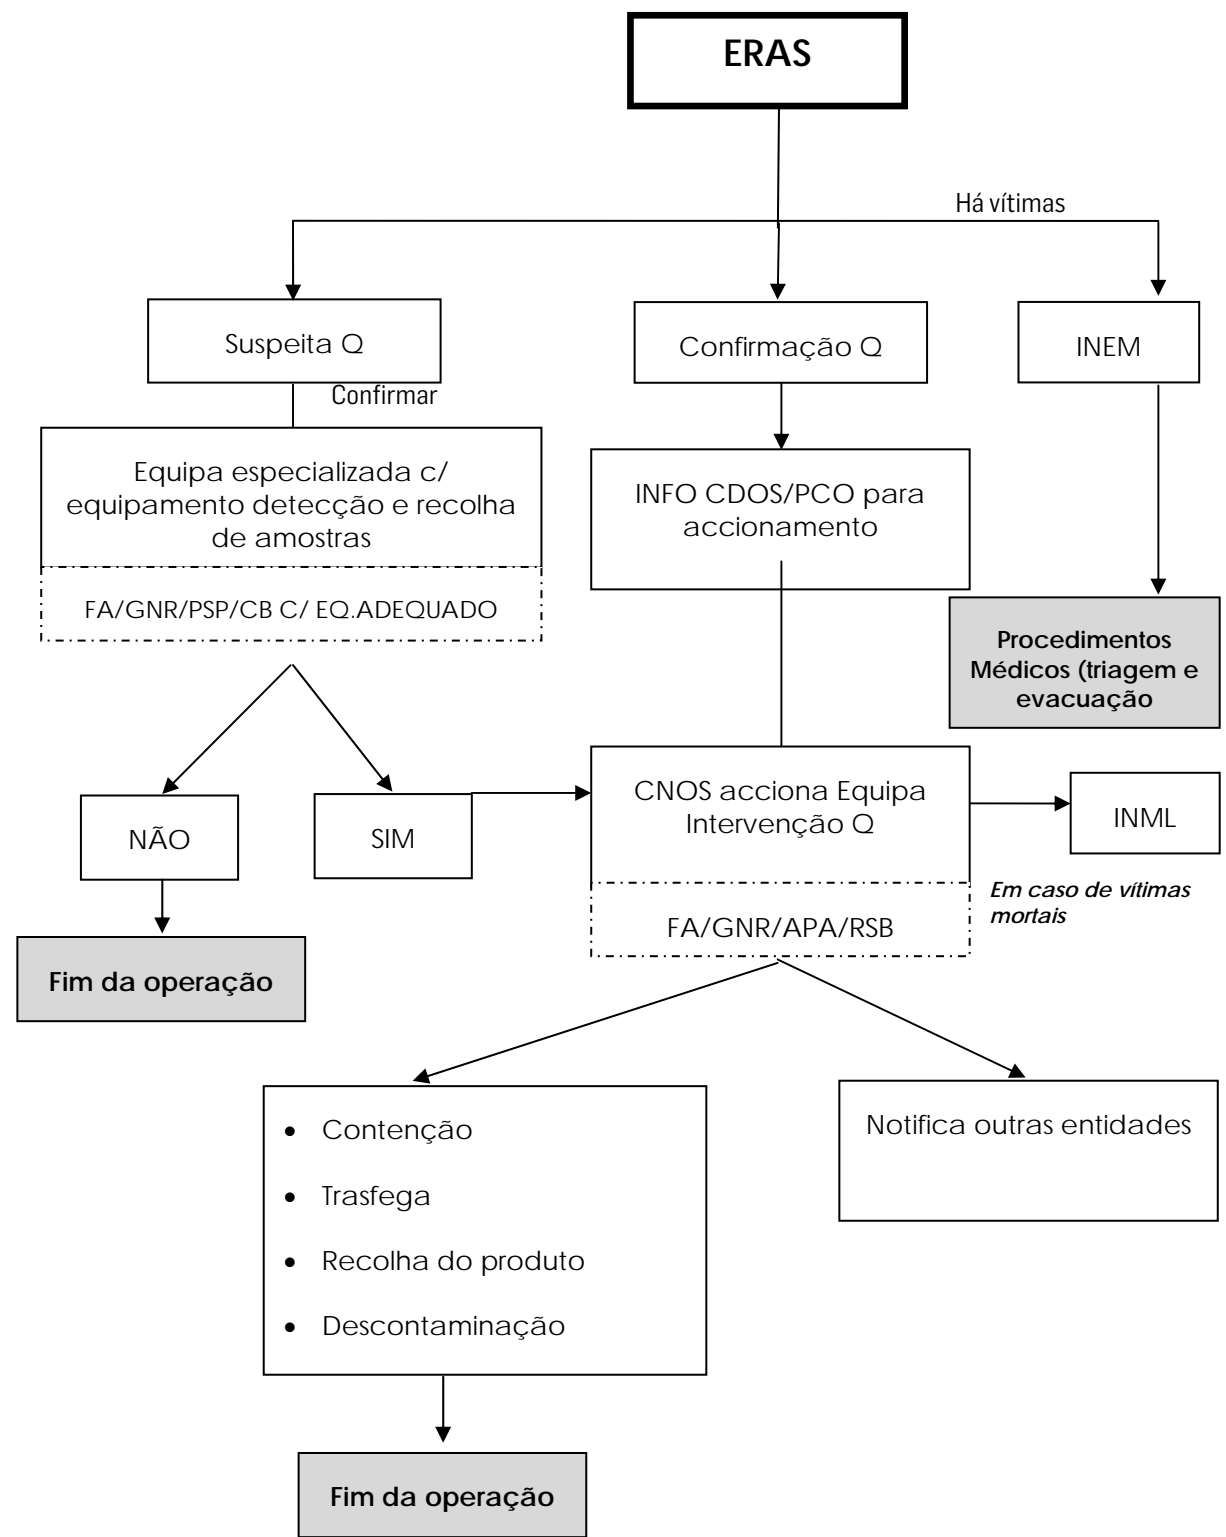 ERAS
Há vítimas
Suspeita Q
Confirmação Q
INEM
Confirmar
Equipa especializada c/
equipamento detecção e recolha
de amostras
FA/GNR/PSP/CB C/ EQ.ADEQUADO
INFO CDOS/PCO para
accionamento
Procedimentos
Médicos (triagem e
evacuação
NÃO
SIM
CNOS acciona Equipa
Intervenção Q
FA/GNR/APA/RSB
INML
Em caso de vítimas
mortais
Fim da operação
• Contenção
• Trasfega
• Recolha do produto
• Descontaminação
Notifica outras entidades
Fim da operação